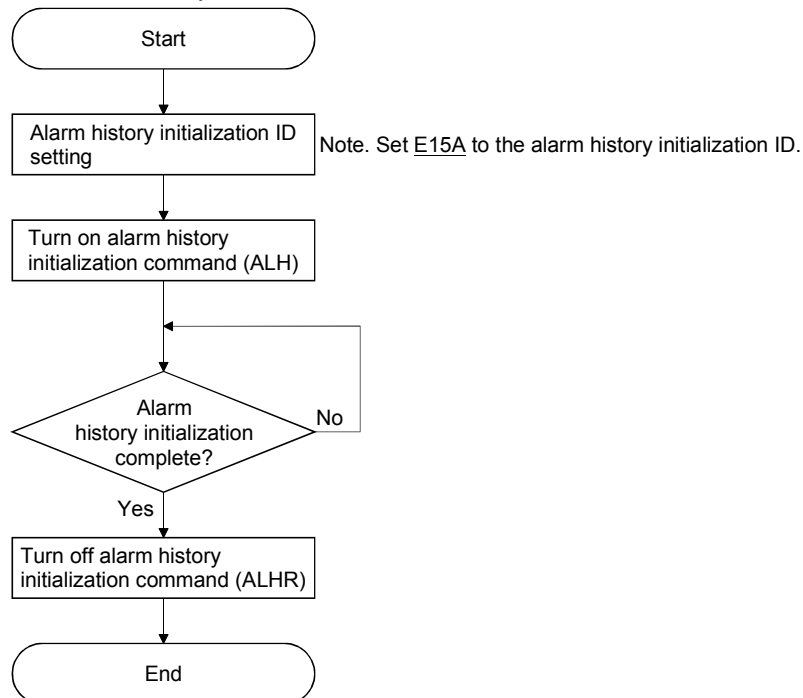 Start
Alarm history initialization ID
setting
Note. Set E15A to the alarm history initialization ID.
Turn on alarm history
initialization command (ALH)
Alarm
history initialization
complete?
No
Yes
Turn off alarm history
initialization command (ALHR)
End